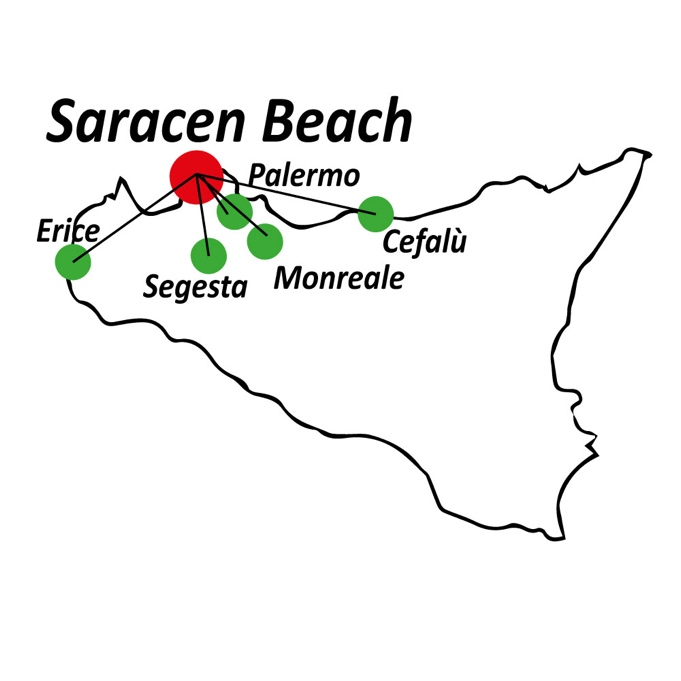 Saracen Beach
Palermo
Erice
Cefalù
Segesta
Monreale